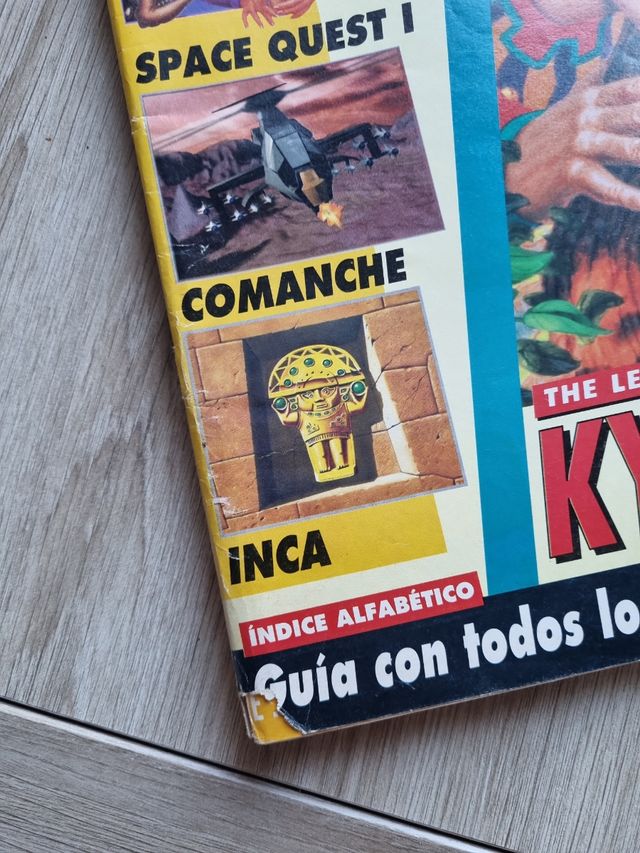 SPACE QUEST I
COMANCHE
INCA
THE LE
KY
ÍNDICE ALFABÉTICO
Guía con todos lo